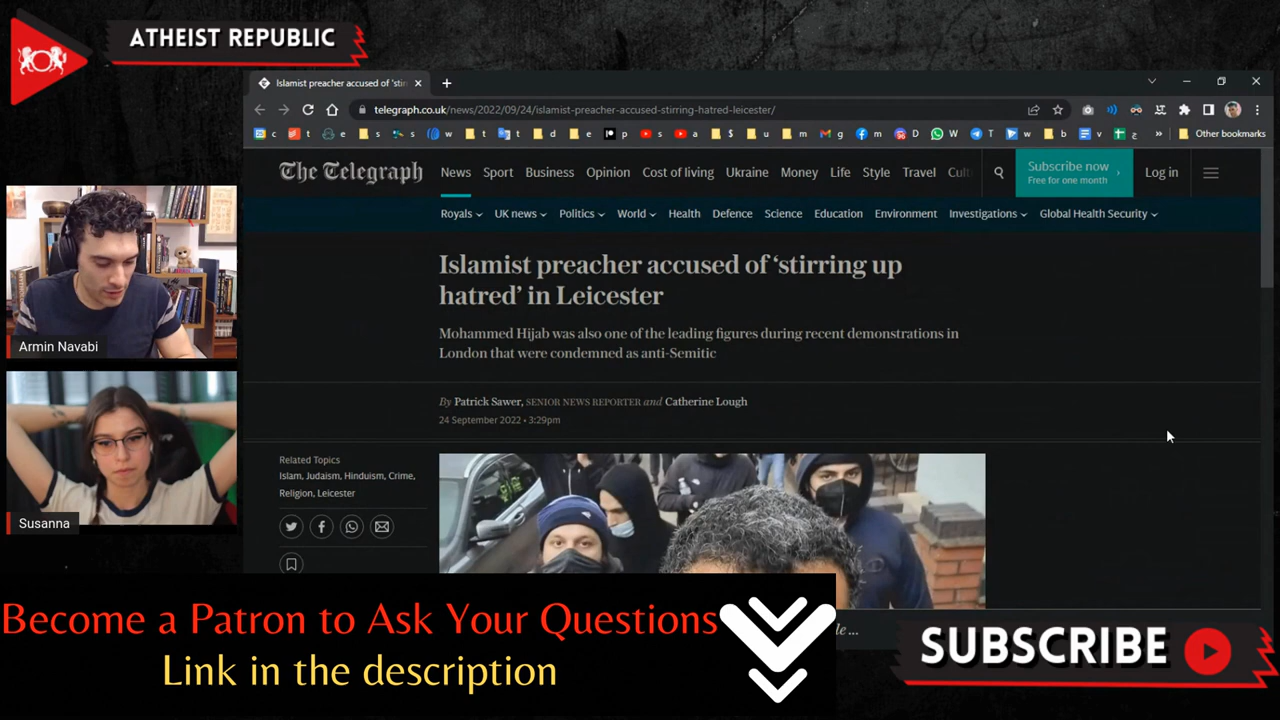 ATHEIST REPUBLIC
Islamist preacher accused of 'stirr
telegraph.co.uk/news/2022/09/24/islamist-preacher-accused-stirring-hatred-leicester/
c t e s s w t t d e p s a $ u m g m D W T w b v ج » Other bookmarks
The Telegraph
News Sport Business Opinion Cost of living Ukraine Money Life Style Travel Cult
Subscribe now
Free for one month
Log in
Royals UK news Politics World Health Defence Science Education Environment Investigations Global Health Security
Islamist preacher accused of ‘stirring up
hatred’ in Leicester
Mohammed Hijab was also one of the leading figures during recent demonstrations in
London that were condemned as anti-Semitic
By Patrick Sawer, SENIOR NEWS REPORTER and Catherine Lough
24 September 2022 • 3:29pm
Related Topics
Islam, Judaism, Hinduism, Crime,
Religion, Leicester
Armin Navabi
Susanna
Become a Patron to Ask Your Questions
Link in the description
SUBSCRIBE